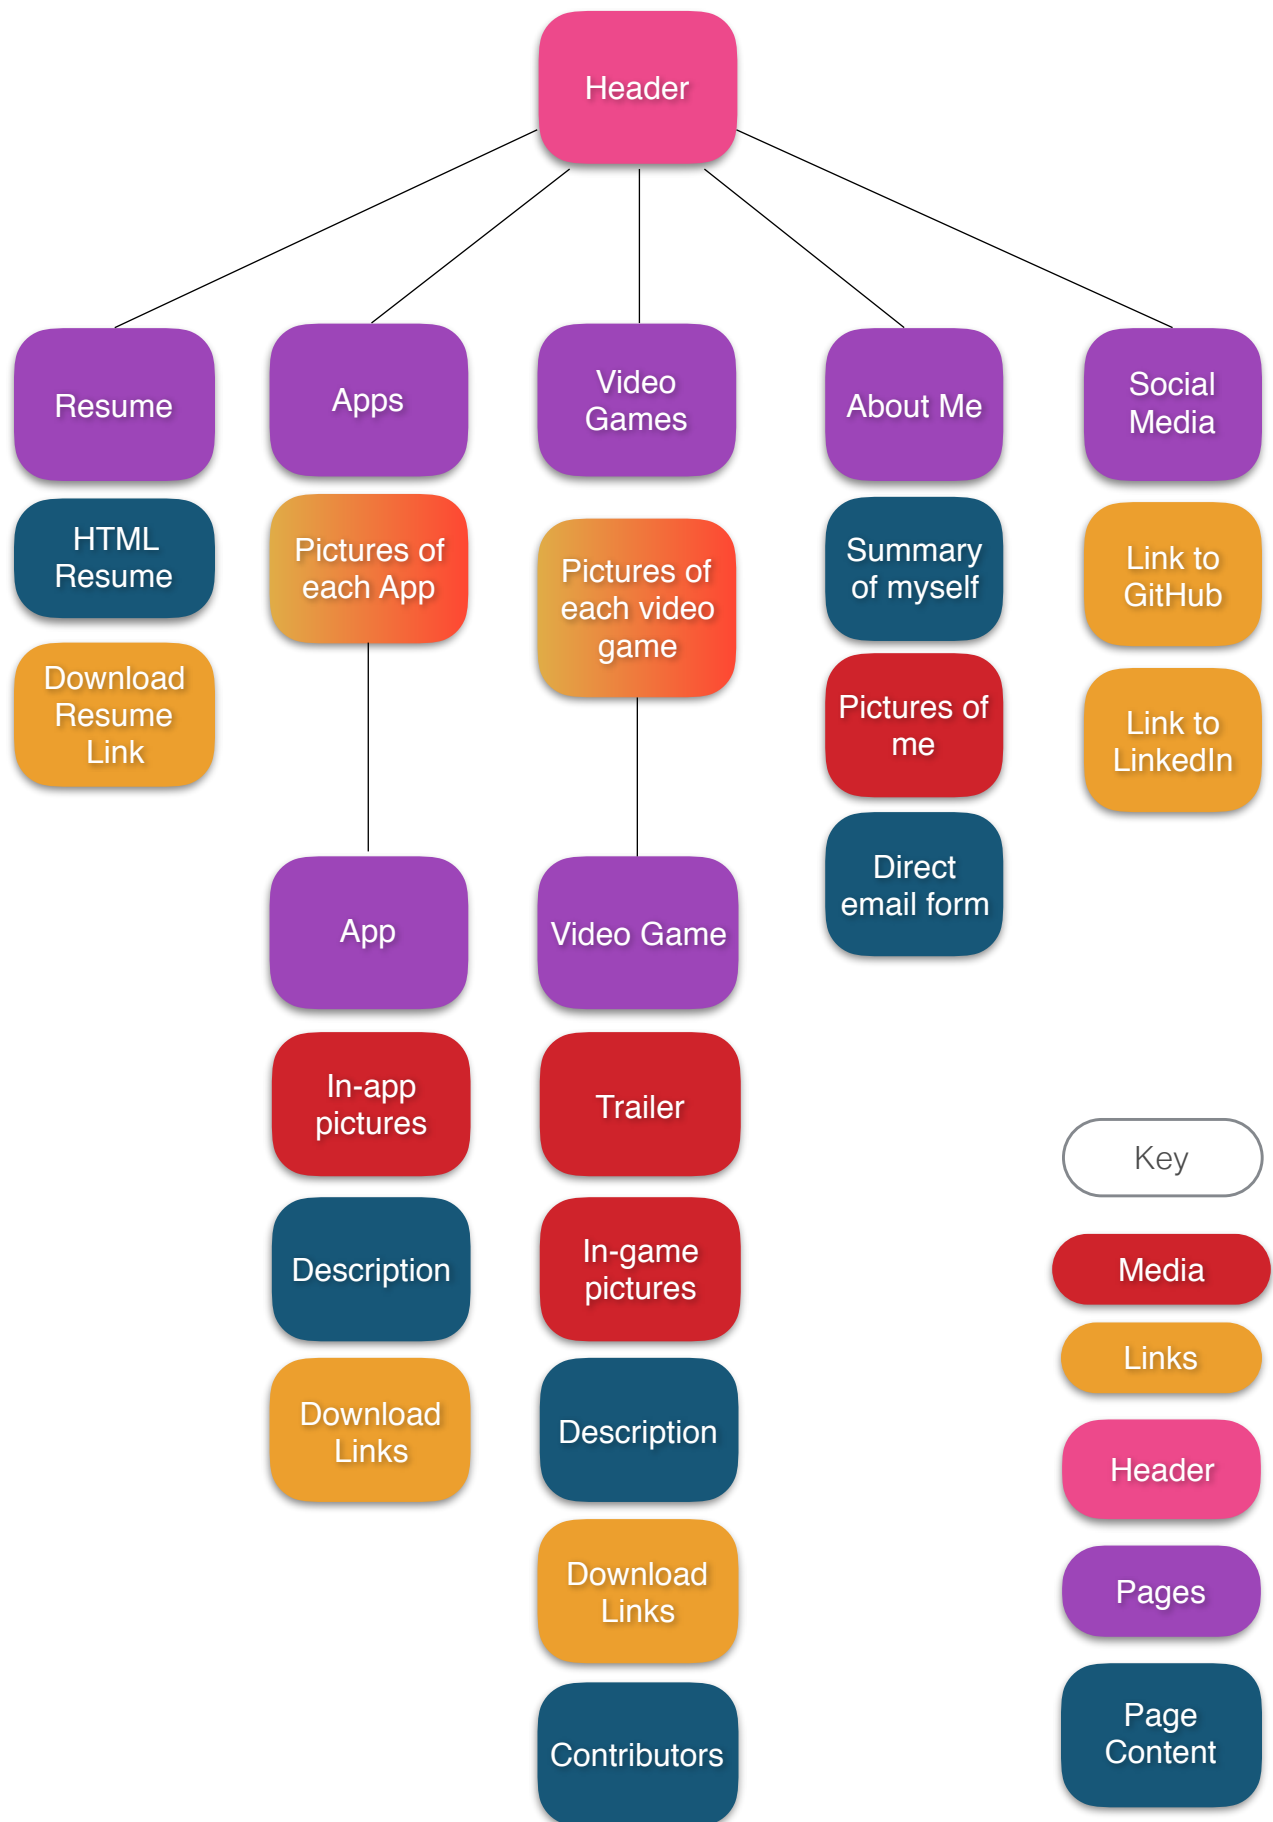 Header
Resume
Apps
Video
Games
About Me
Social
Media
HTML
Resume
Download
Resume
Link
Pictures of
each App
Pictures of
each video
game
Summary
of myself
Pictures of
me
Direct
email form
Link to
GitHub
Link to
LinkedIn
App
In-app
pictures
Description
Download
Links
Video Game
Trailer
In-game
pictures
Description
Download
Links
Contributors
Key
Media
Links
Header
Pages
Page
Content